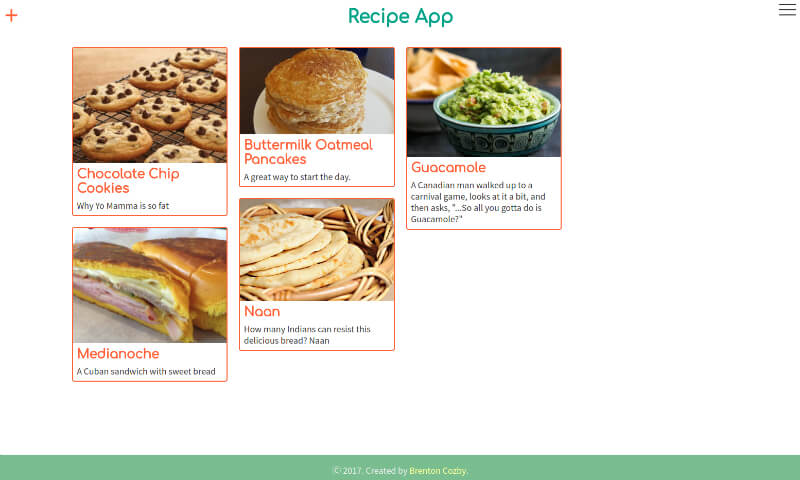 Recipe App
Chocolate Chip
Cookies
Why Yo Mamma is so fat
Buttermilk Oatmeal
Pancakes
A great way to start the day.
Guacamole
A Canadian man walked up to a
carnival game, looks at it a bit, and
then asks, "...So all you gotta do is
Guacamole?"
Medianoche
A Cuban sandwich with sweet bread
Naan
How many Indians can resist this
delicious bread? Naan
© 2017. Created by Brenton Cozby.